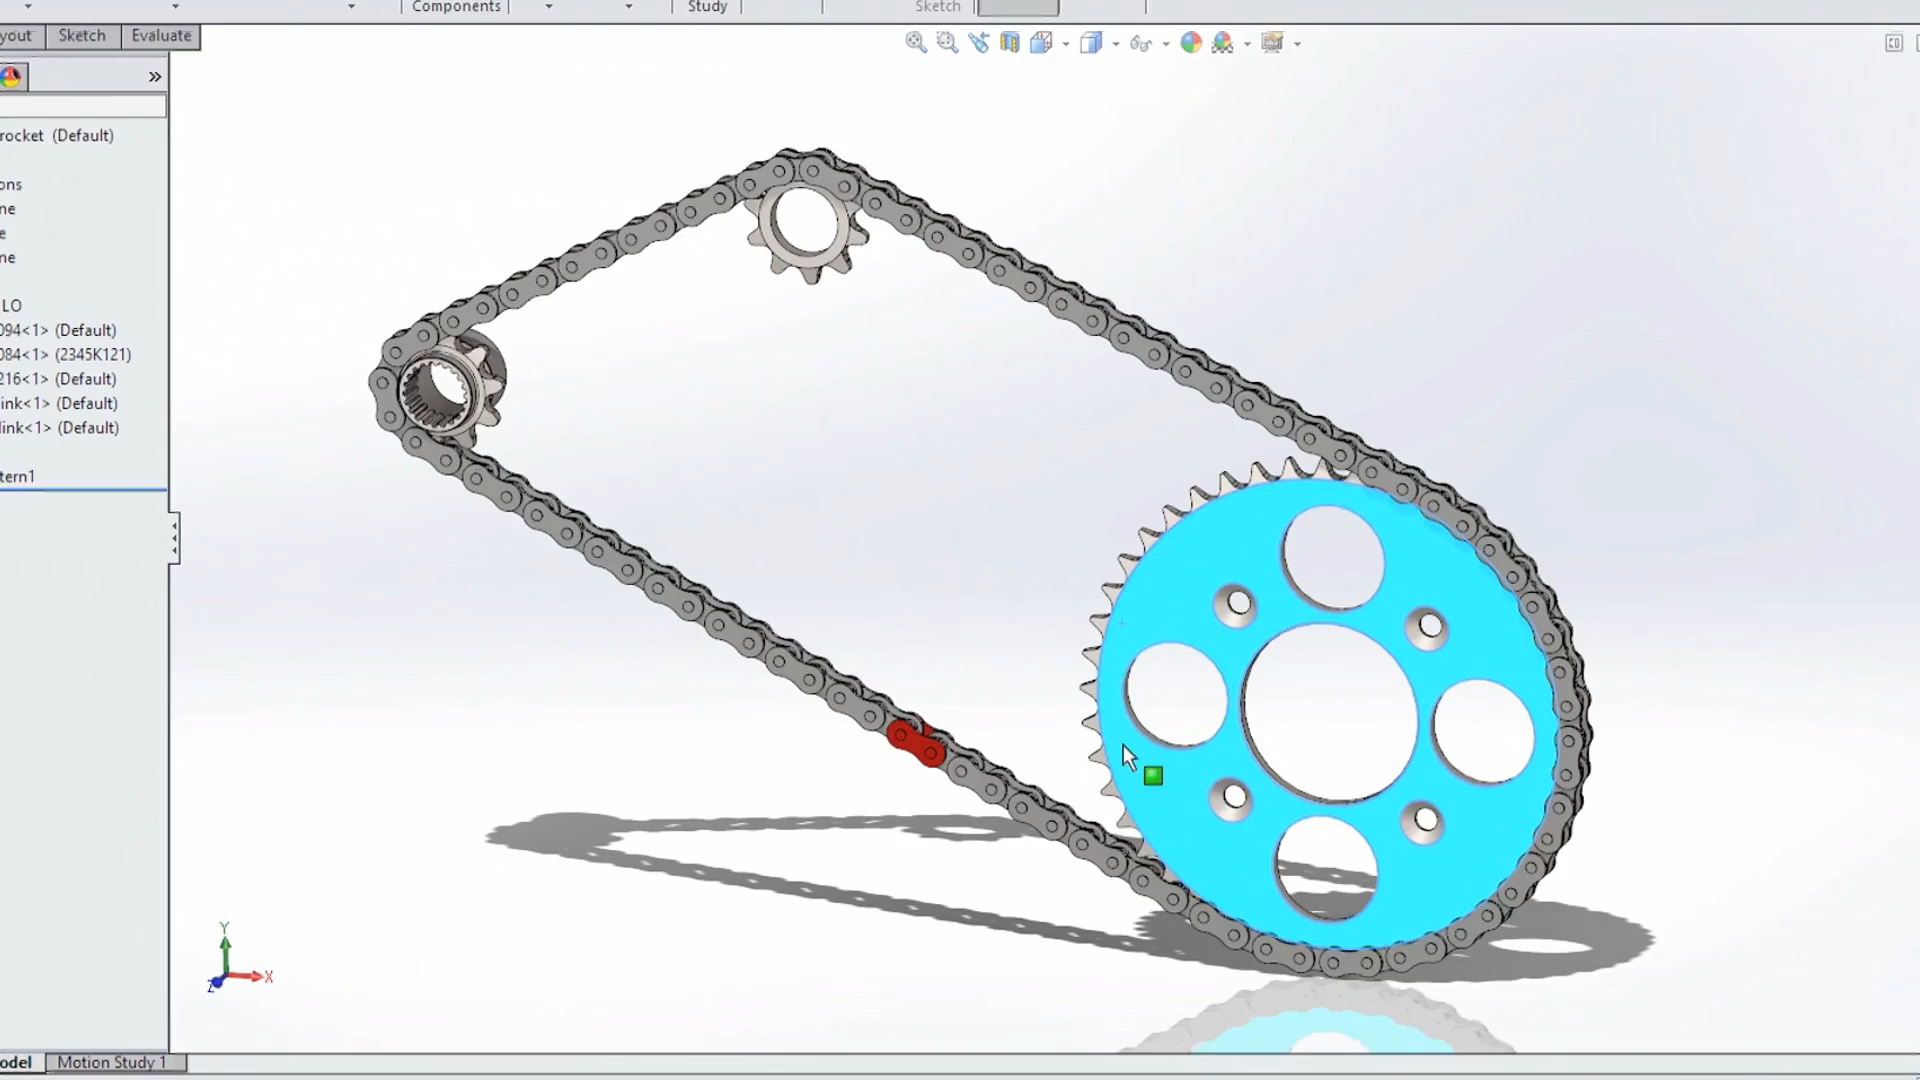 Components
Study
Sketch
yout
Sketch
Evaluate
rocket (Default)
ons
ne
e
ne
LO
094<1> (Default)
084<1> (2345K121)
216<1> (Default)
ink<1> (Default)
link<1> (Default)
tern1
Y
X
Z
odel
Motion Study 1